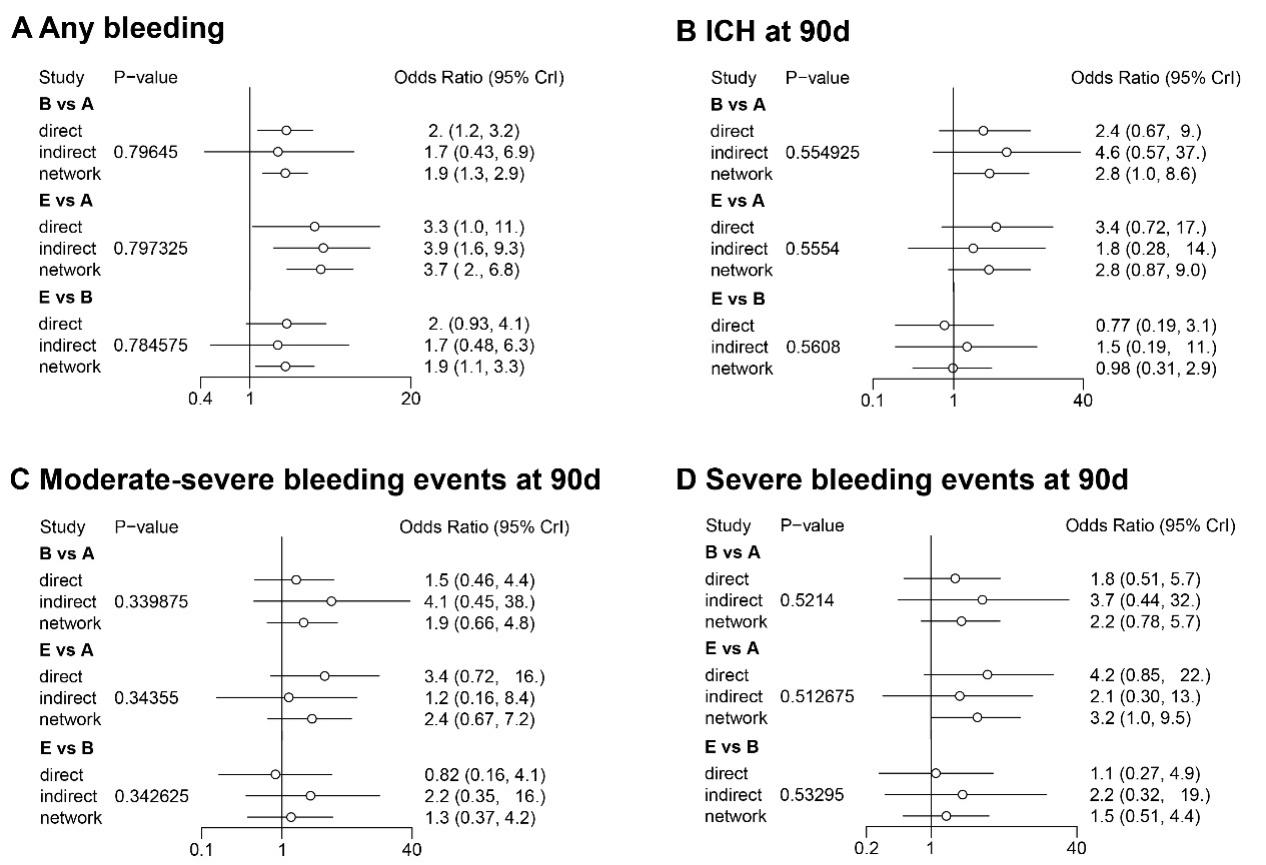 A Any bleeding
Study P−value Odds Ratio (95% CrI)
B vs A
direct 2. (1.2, 3.2)
indirect 0.79645 1.7 (0.43, 6.9)
network 1.9 (1.3, 2.9)
E vs A
direct 3.3 (1.0, 11.)
indirect 0.797325 3.9 (1.6, 9.3)
network 3.7 ( 2., 6.8)
E vs B
direct 2. (0.93, 4.1)
indirect 0.784575 1.7 (0.48, 6.3)
network 1.9 (1.1, 3.3)
0.4 1 20
B ICH at 90d
Study P−value Odds Ratio (95% CrI)
B vs A
direct 2.4 (0.67, 9.)
indirect 0.554925 4.6 (0.57, 37.)
network 2.8 (1.0, 8.6)
E vs A
direct 3.4 (0.72, 17.)
indirect 0.5554 1.8 (0.28, 14.)
network 2.8 (0.87, 9.0)
E vs B
direct 0.77 (0.19, 3.1)
indirect 0.5608 1.5 (0.19, 11.)
network 0.98 (0.31, 2.9)
0.1 1 40
C Moderate-severe bleeding events at 90d
Study P−value Odds Ratio (95% CrI)
B vs A
direct 1.5 (0.46, 4.4)
indirect 0.339875 4.1 (0.45, 38.)
network 1.9 (0.66, 4.8)
E vs A
direct 3.4 (0.72, 16.)
indirect 0.34355 1.2 (0.16, 8.4)
network 2.4 (0.67, 7.2)
E vs B
direct 0.82 (0.16, 4.1)
indirect 0.342625 2.2 (0.35, 16.)
network 1.3 (0.37, 4.2)
0.1 1 40
D Severe bleeding events at 90d
Study P−value Odds Ratio (95% CrI)
B vs A
direct 1.8 (0.51, 5.7)
indirect 0.5214 3.7 (0.44, 32.)
network 2.2 (0.78, 5.7)
E vs A
direct 4.2 (0.85, 22.)
indirect 0.512675 2.1 (0.30, 13.)
network 3.2 (1.0, 9.5)
E vs B
direct 1.1 (0.27, 4.9)
indirect 0.53295 2.2 (0.32, 19.)
network 1.5 (0.51, 4.4)
0.2 1 40